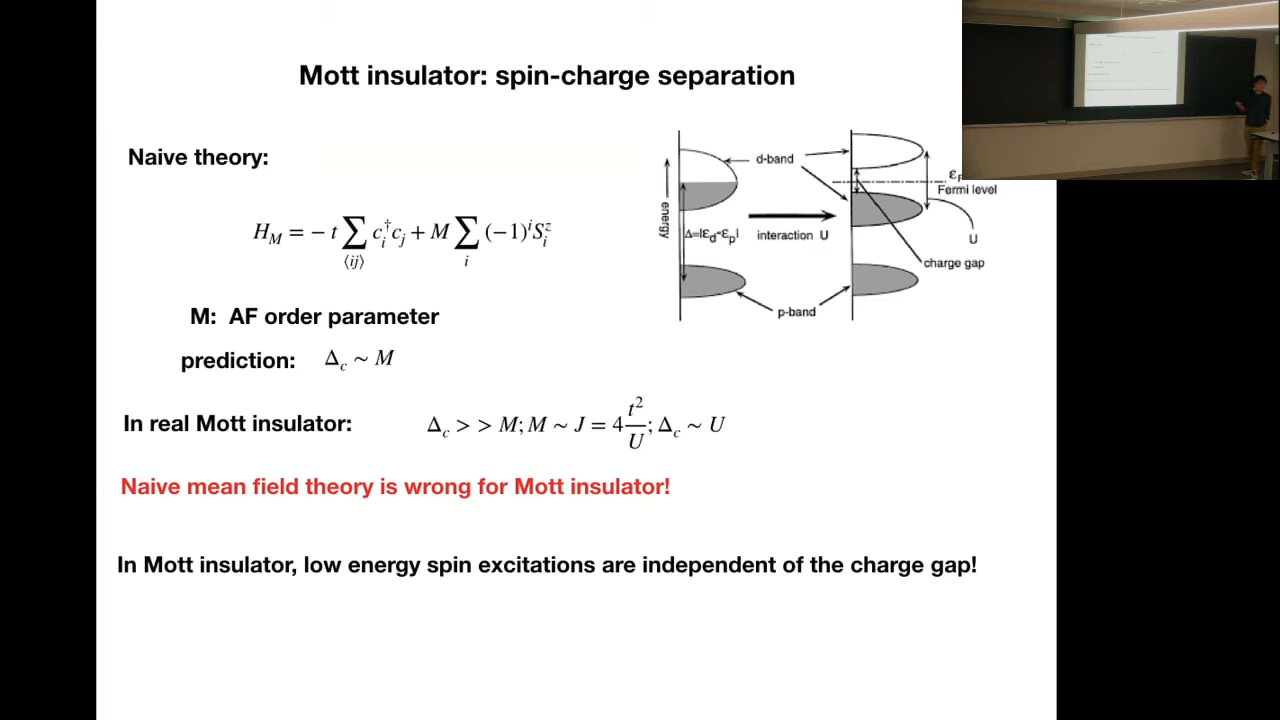 Mott insulator: spin-charge separation
Naive theory:
H_M = − t ∑_{⟨ij⟩} c_i^† c_j + M ∑_i (−1)^i S_i^z
M: AF order parameter
prediction: Δ_c ∼ M
energy
Δ=|ε_d-ε_p|
d-band
interaction U
p-band
ε_F
Fermi level
U
charge gap
In real Mott insulator: Δ_c > > M; M ∼ J = 4 t²/U; Δ_c ∼ U
Naive mean field theory is wrong for Mott insulator!
In Mott insulator, low energy spin excitations are independent of the charge gap!